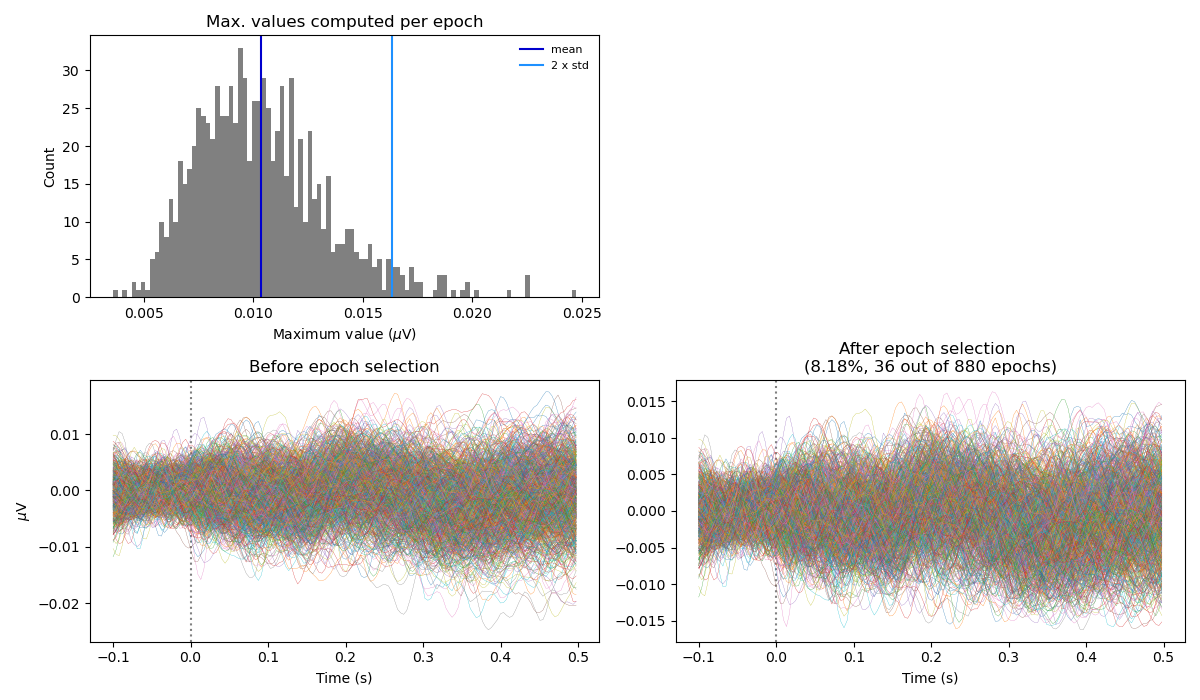 Max. values computed per epoch
mean
2 x std
30
25
20
15
10
5
0
Count
0.005 0.010 0.015 0.020 0.025
Maximum value (μV)
Before epoch selection
0.01
0.00
−0.01
−0.02
μV
−0.1 0.0 0.1 0.2 0.3 0.4 0.5
Time (s)
After epoch selection
(8.18%, 36 out of 880 epochs)
0.015
0.010
0.005
0.000
−0.005
−0.010
−0.015
−0.1 0.0 0.1 0.2 0.3 0.4 0.5
Time (s)